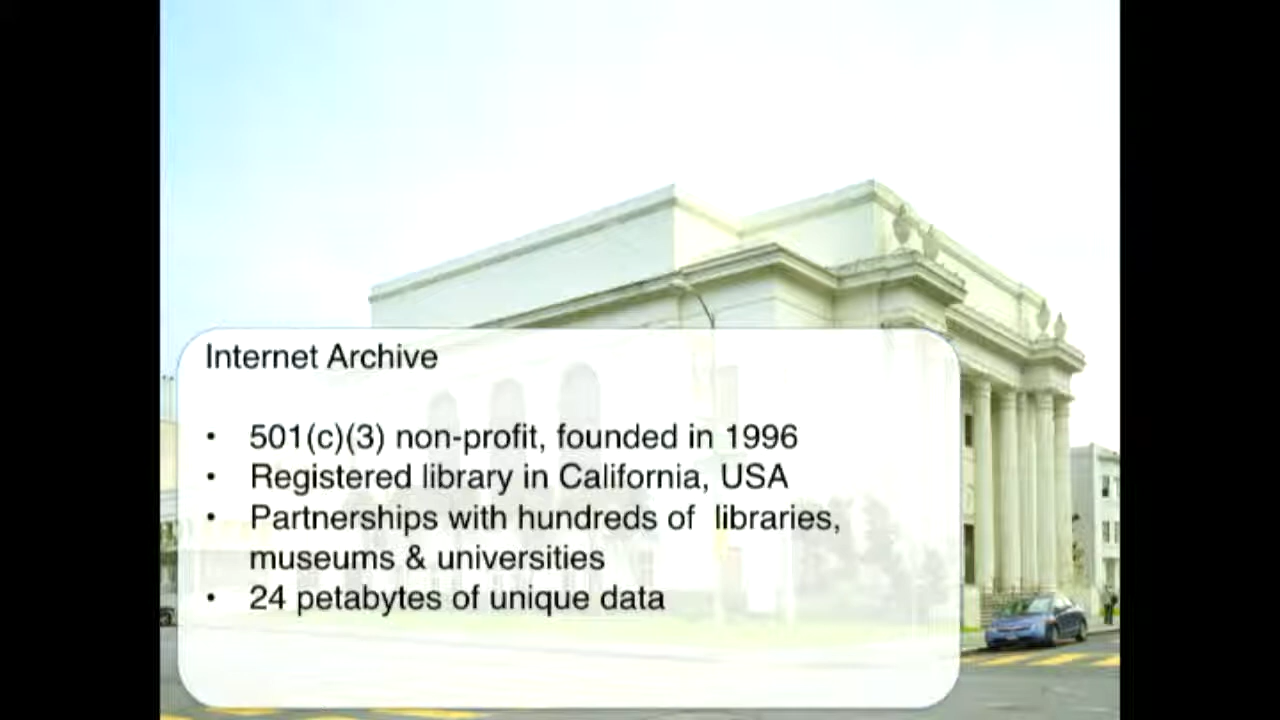 Internet Archive
• 501(c)(3) non-profit, founded in 1996
• Registered library in California, USA
• Partnerships with hundreds of  libraries,
museums & universities
• 24 petabytes of unique data